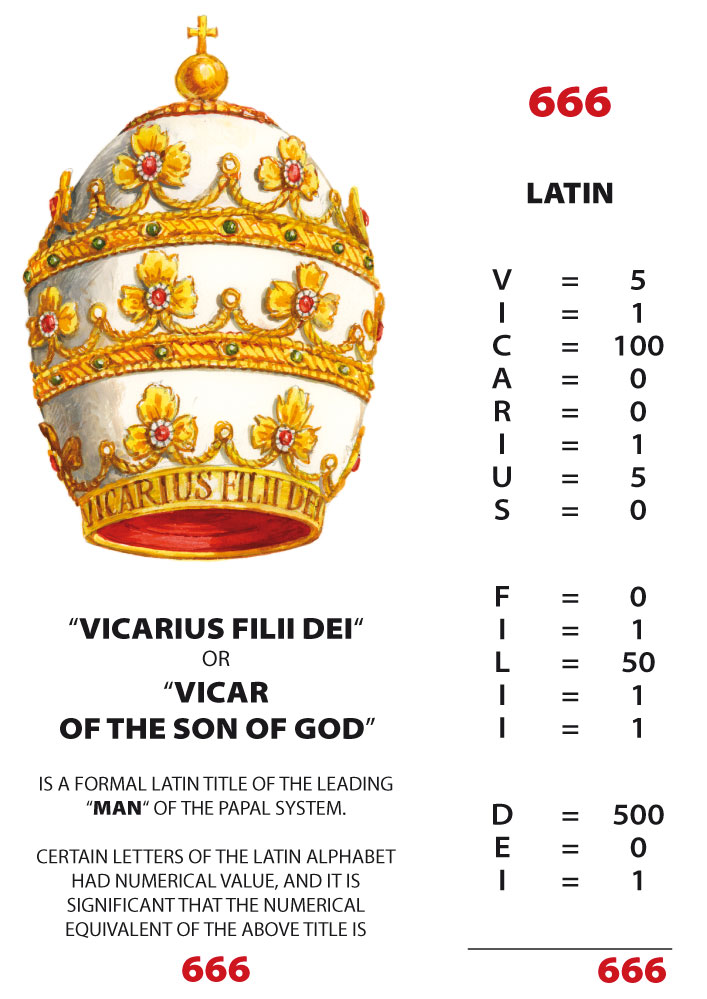 VICARIUS FILII DEI
“VICARIUS FILII DEI“
OR
“VICAR
OF THE SON OF GOD”
IS A FORMAL LATIN TITLE OF THE LEADING
“MAN“ OF THE PAPAL SYSTEM.
CERTAIN LETTERS OF THE LATIN ALPHABET
HAD NUMERICAL VALUE, AND IT IS
SIGNIFICANT THAT THE NUMERICAL
EQUIVALENT OF THE ABOVE TITLE IS
666
666
LATIN
V = 5
I = 1
C = 100
A = 0
R = 0
I = 1
U = 5
S = 0
F = 0
I = 1
L = 50
I = 1
I = 1
D = 500
E = 0
I = 1
666